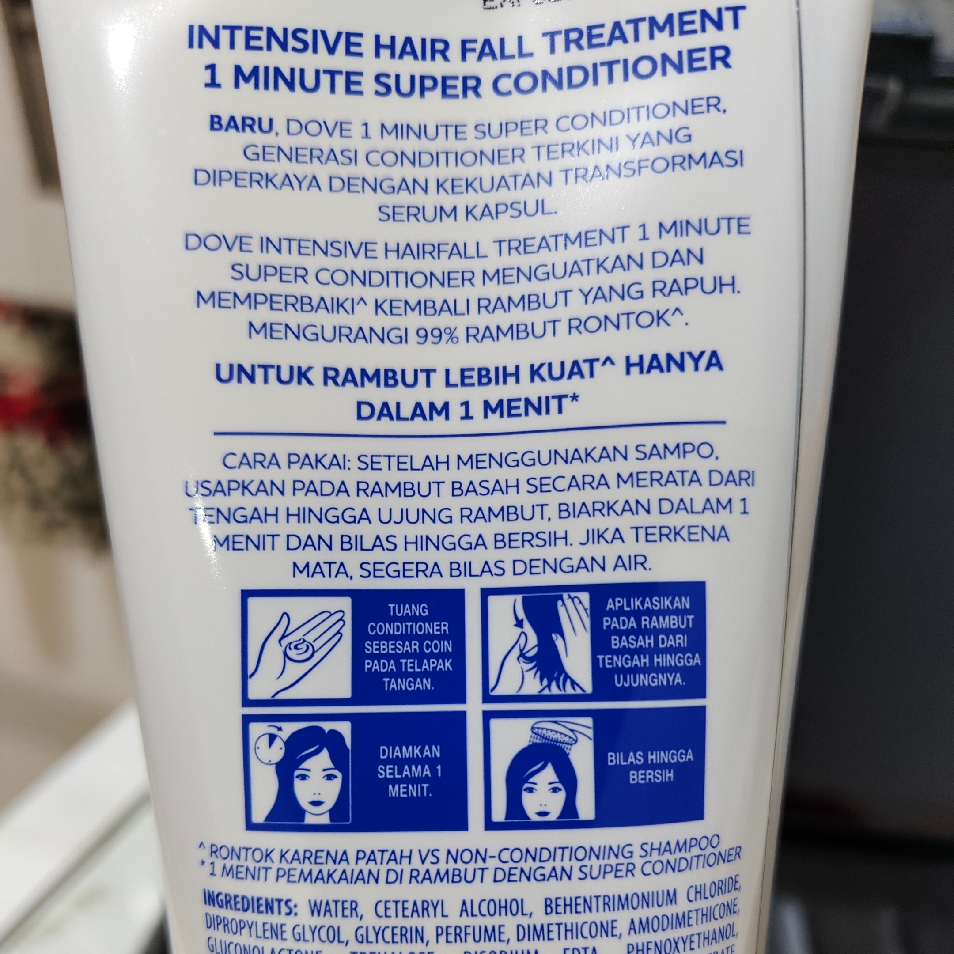 INTENSIVE HAIR FALL TREATMENT
1 MINUTE SUPER CONDITIONER
BARU, DOVE 1 MINUTE SUPER CONDITIONER,
GENERASI CONDITIONER TERKINI YANG
DIPERKAYA DENGAN KEKUATAN TRANSFORMASI
SERUM KAPSUL.
DOVE INTENSIVE HAIRFALL TREATMENT 1 MINUTE
SUPER CONDITIONER MENGUATKAN DAN
MEMPERBAIKI^ KEMBALI RAMBUT YANG RAPUH.
MENGURANGI 99% RAMBUT RONTOK^.
UNTUK RAMBUT LEBIH KUAT^ HANYA
DALAM 1 MENIT*
CARA PAKAI: SETELAH MENGGUNAKAN SAMPO,
USAPKAN PADA RAMBUT BASAH SECARA MERATA DARI
TENGAH HINGGA UJUNG RAMBUT, BIARKAN DALAM 1
MENIT DAN BILAS HINGGA BERSIH. JIKA TERKENA
MATA, SEGERA BILAS DENGAN AIR.
TUANG
CONDITIONER
SEBESAR COIN
PADA TELAPAK
TANGAN.
APLIKASIKAN
PADA RAMBUT
BASAH DARI
TENGAH HINGGA
UJUNGNYA.
DIAMKAN
SELAMA 1
MENIT.
BILAS HINGGA
BERSIH
^ RONTOK KARENA PATAH VS NON-CONDITIONING SHAMPOO
* 1 MENIT PEMAKAIAN DI RAMBUT DENGAN SUPER CONDITIONER
INGREDIENTS: WATER, CETEARYL ALCOHOL, BEHENTRIMONIUM CHLORIDE,
DIPROPYLENE GLYCOL, GLYCERIN, PERFUME, DIMETHICONE, AMODIMETHICONE,
GLUCONOLACTONE, TREHALOSE, DISODIUM EDTA, PHENOXYETHANOL,